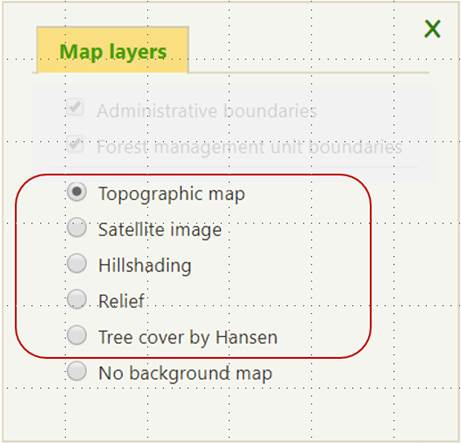 Map layers
Administrative boundaries
Forest management unit boundaries
Topographic map
Satellite image
Hillshading
Relief
Tree cover by Hansen
No background map